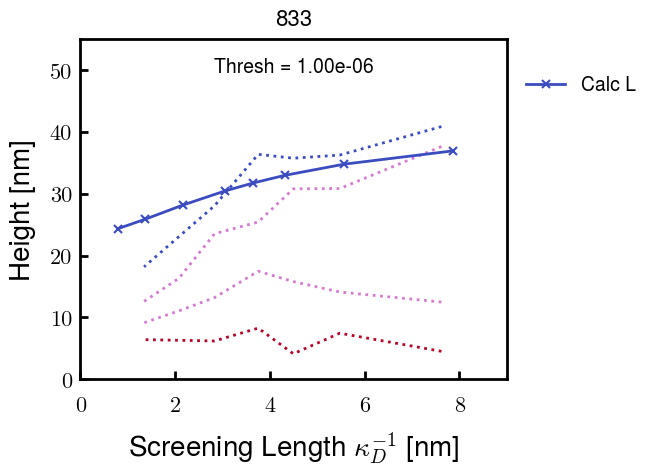 833
Thresh = 1.00e-06
Calc L
50
40
30
20
10
0
Height [nm]
0 2 4 6 8
Screening Length κ_D^{-1} [nm]